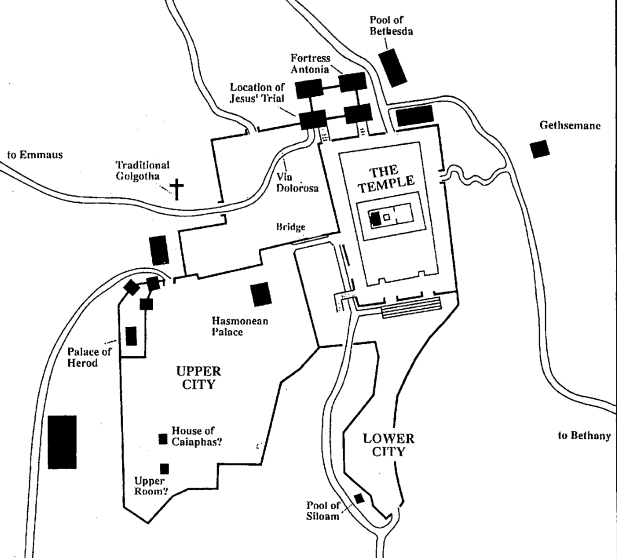 Pool of
Bethesda
Fortress
Antonia
Location of
Jesus' Trial
Gethsemane
to Emmaus
Traditional
Golgotha
Via
Dolorosa
THE
TEMPLE
Bridge
Hasmonean
Palace
Palace of
Herod
UPPER
CITY
House of
Caiaphas?
Upper
Room?
LOWER
CITY
to Bethany
Pool of
Siloam